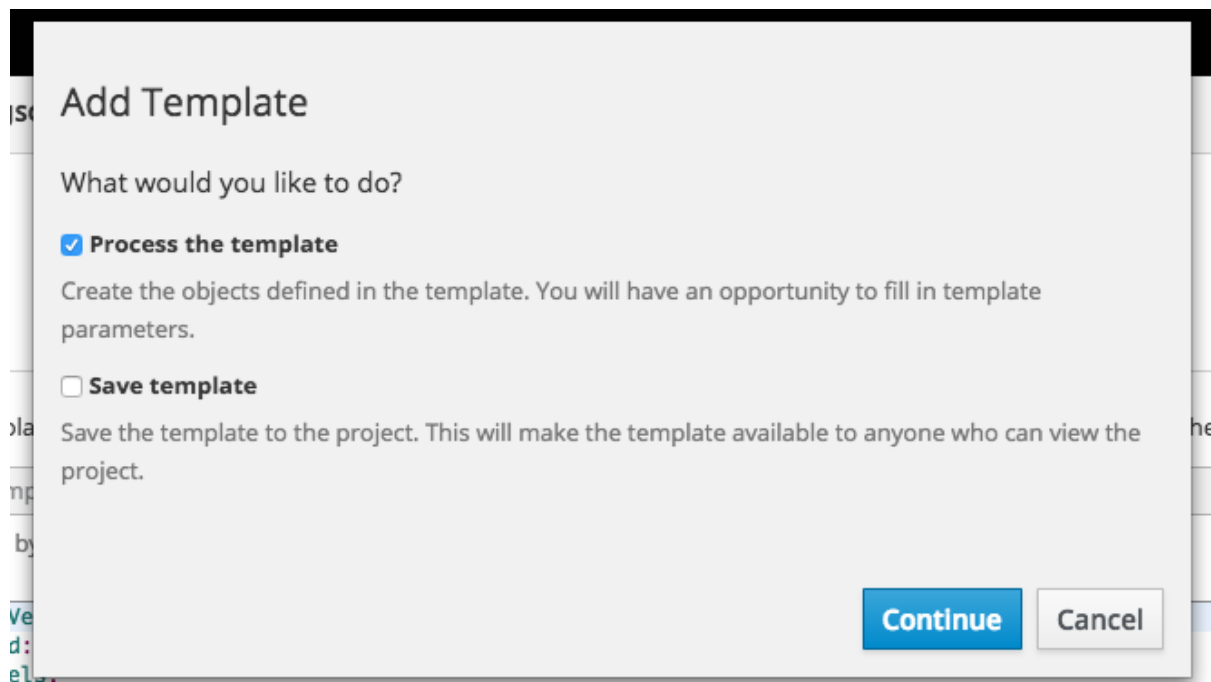 Add Template
What would you like to do?
Process the template
Create the objects defined in the template. You will have an opportunity to fill in template
parameters.
Save template
Save the template to the project. This will make the template available to anyone who can view the
project.
by
Continue
Cancel
d: